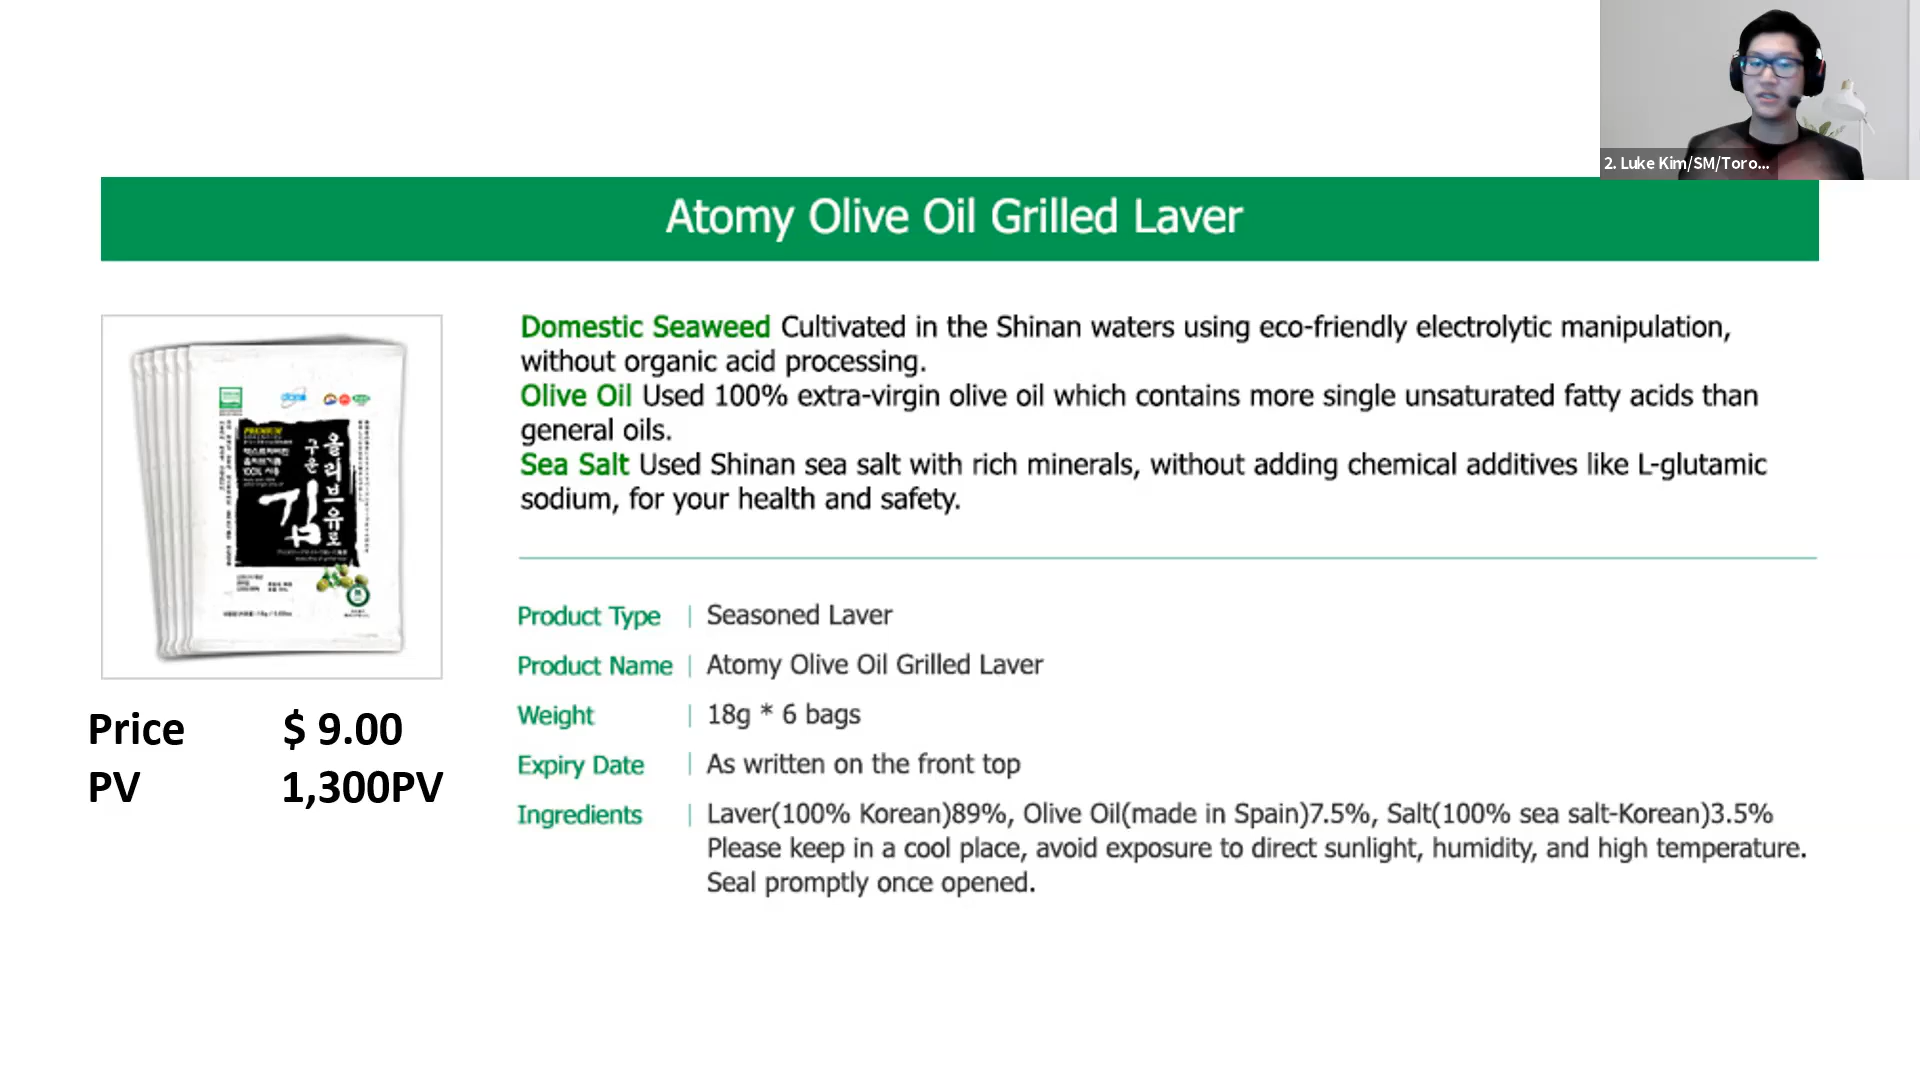 2. Luke Kim/SM/Toro...
Atomy Olive Oil Grilled Laver
Domestic Seaweed Cultivated in the Shinan waters using eco-friendly electrolytic manipulation,
without organic acid processing.
Olive Oil Used 100% extra-virgin olive oil which contains more single unsaturated fatty acids than
general oils.
Sea Salt Used Shinan sea salt with rich minerals, without adding chemical additives like L-glutamic
sodium, for your health and safety.
PREMIUM
100% 사용
올리브유로
구운
김
Price $ 9.00
PV 1,300PV
Product Type | Seasoned Laver
Product Name | Atomy Olive Oil Grilled Laver
Weight | 18g * 6 bags
Expiry Date | As written on the front top
Ingredients | Laver(100% Korean)89%, Olive Oil(made in Spain)7.5%, Salt(100% sea salt-Korean)3.5%
Please keep in a cool place, avoid exposure to direct sunlight, humidity, and high temperature.
Seal promptly once opened.